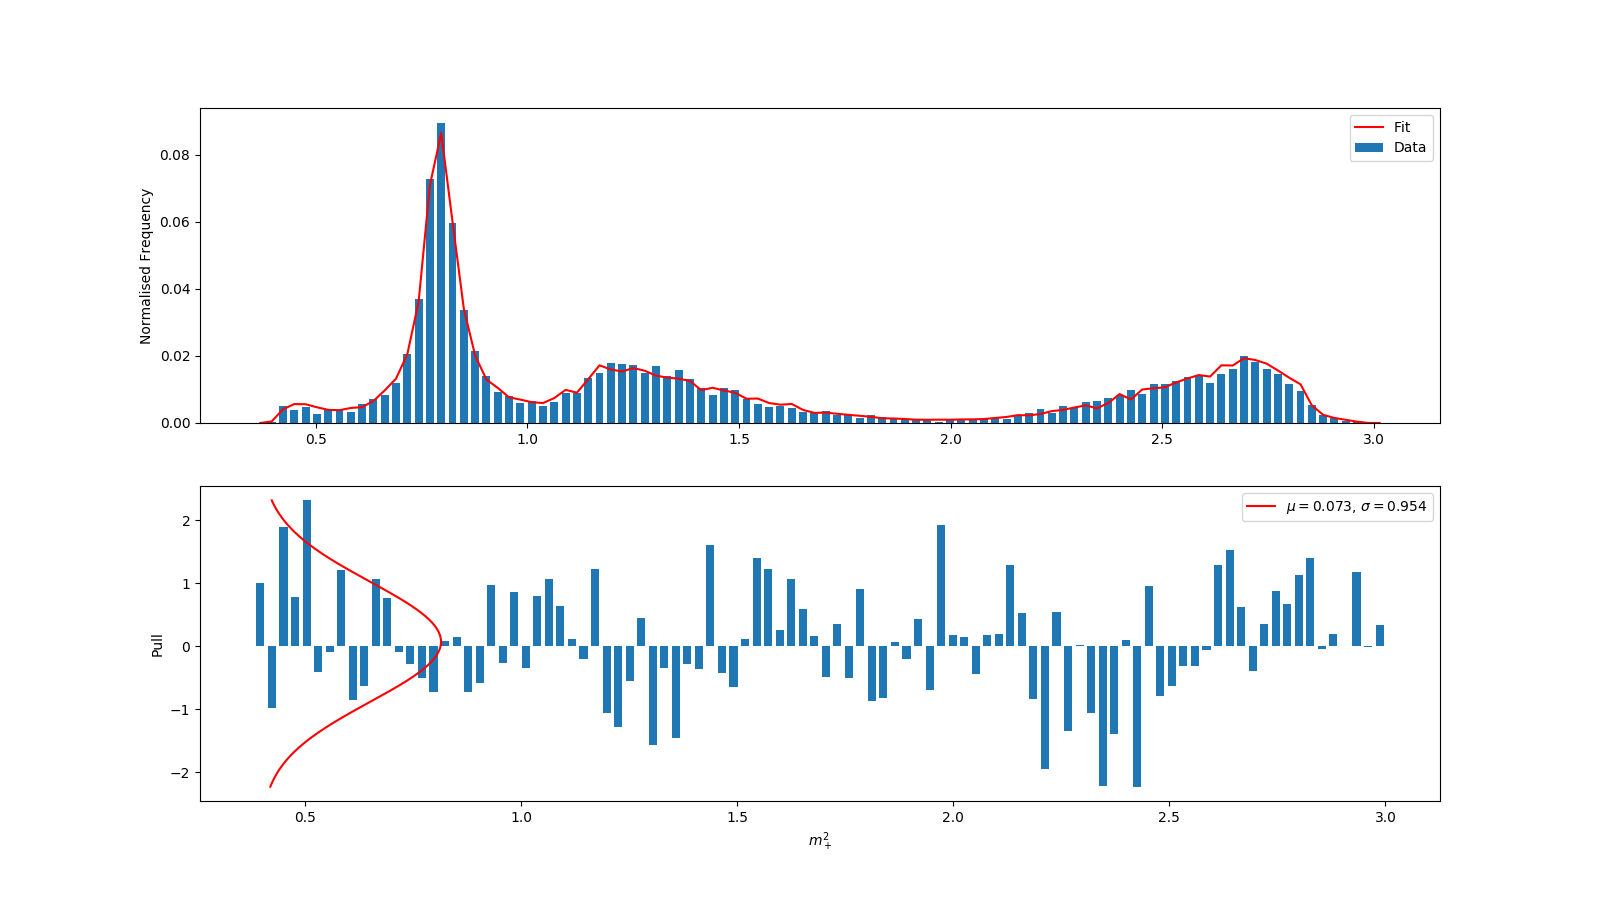 Normalised Frequency
0.08
0.06
0.04
0.02
0.00
0.5 1.0 1.5 2.0 2.5 3.0
Fit
Data
Pull
2
1
0
−1
−2
0.5 1.0 1.5 2.0 2.5 3.0
μ = 0.073, σ = 0.954
m²₊